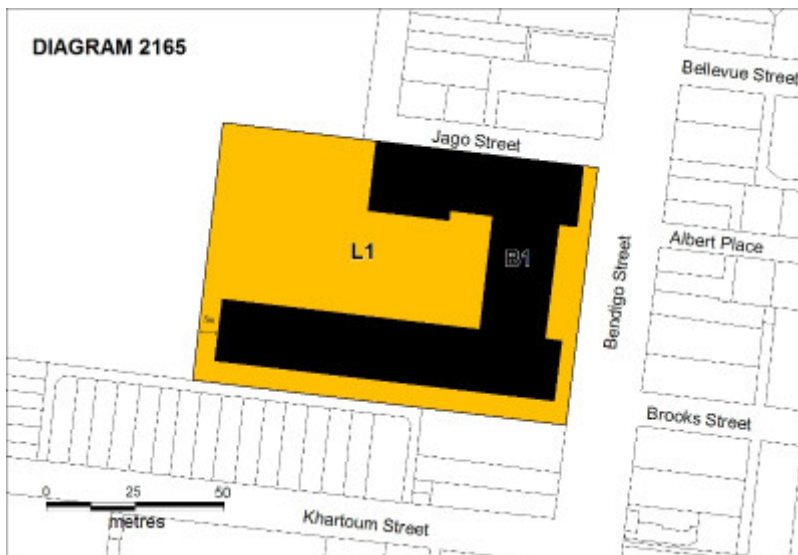 DIAGRAM 2165
Bellevue Street
Jago Street
Albert Place
L1
B1
Bendigo Street
5m
Brooks Street
0 25 50
metres
Khartoum Street